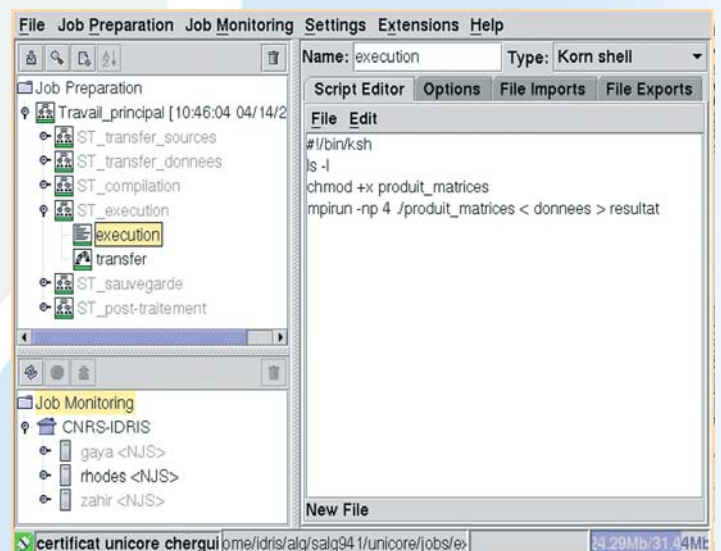 File Job Preparation Job Monitoring Settings Extensions Help
Name: execution Type: Korn shell
Job Preparation
Travail_principal [10:46:04 04/14/2
ST_transfer_sources
ST_transfer_donnees
ST_compilation
ST_execution
execution
transfer
ST_sauvegarde
ST_post-traitement
Script Editor Options File Imports File Exports
File Edit
#!/bin/ksh
ls -l
chmod +x produit_matrices
mpirun -np 4 ./produit_matrices < donnees > resultat
Job Monitoring
CNRS-IDRIS
gaya <NJS>
rhodes <NJS>
zahir <NJS>
New File
certificat unicore chergui ome/idris/alg/salg941/unicore/jobs/e 24.29Mb/31.44Mb